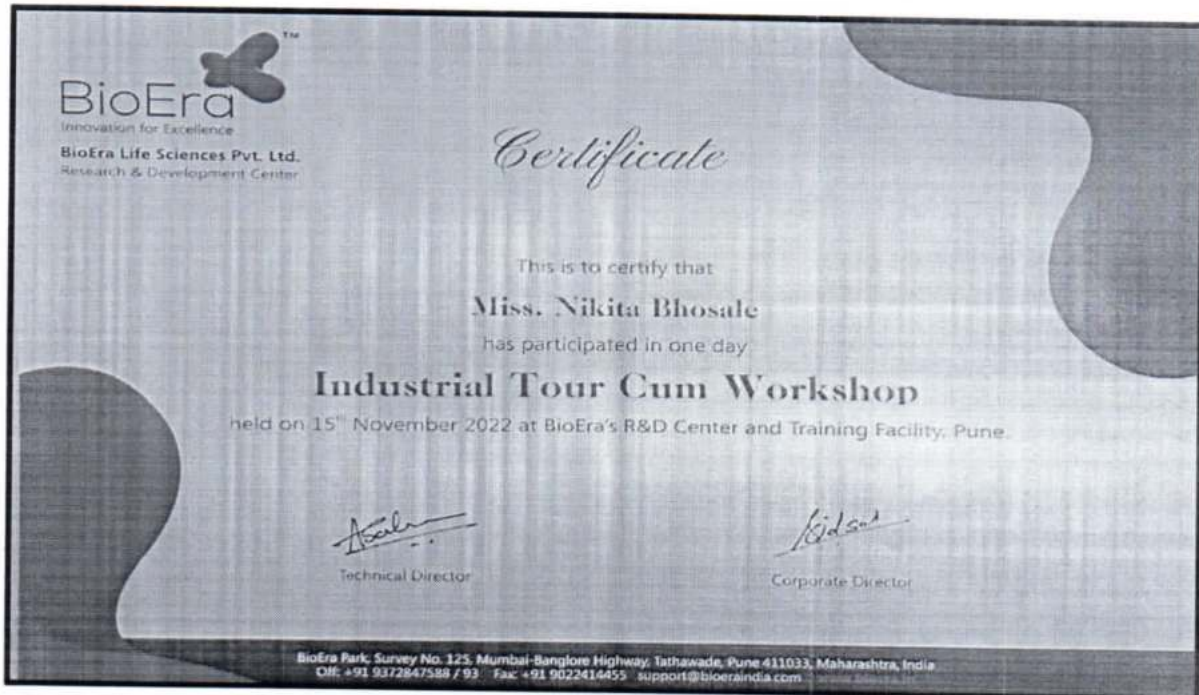 BioEra
TM
Innovation for Excellence
BioEra Life Sciences Pvt. Ltd.
Research & Development Center
Certificate
This is to certify that
Miss. Nikita Bhosale
has participated in one day
Industrial Tour Cum Workshop
held on 15th November 2022 at BioEra's R&D Center and Training Facility, Pune.
Technical Director
Corporate Director
BioEra Park, Survey No. 125, Mumbai-Banglore Highway, Tathawade, Pune 411033, Maharashtra, India
Off: +91 9372847588 / 93 Fax: +91 9022414455 support@bioeraindia.com